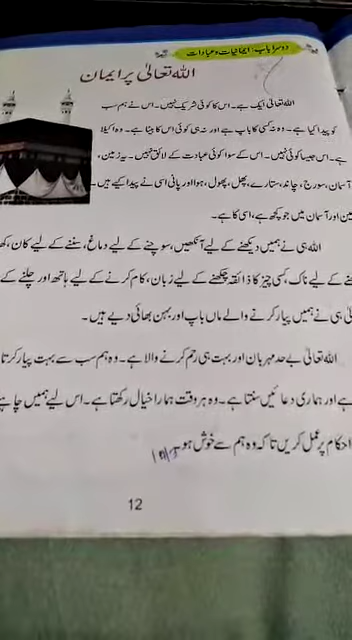 دوسرا باب: ایمانیات و عبادات
اللہ تعالیٰ پر ایمان
اللہ تعالیٰ ایک ہے۔ اس کا کوئی شریک نہیں۔ اس نے ہم سب
کو پیدا کیا ہے۔ وہ نہ کسی کا باپ ہے اور نہ ہی کوئی اس کا بیٹا ہے۔ وہ اکیلا
ہے۔ اس جیسا کوئی نہیں۔ اس کے سوا کوئی عبادت کے لائق نہیں۔ یہ زمین،
آسمان، سورج، چاند، ستارے، پھل، پھول، ہوا اور پانی اسی نے پیدا کیے ہیں۔
اور آسمان میں جو کچھ ہے، اسی کا ہے۔
اللہ ہی نے ہمیں دیکھنے کے لیے آنکھیں، سوچنے کے لیے دماغ، سننے کے لیے کان،
کے لیے ناک، کسی چیز کا ذائقہ چکھنے کے لیے زبان، کام کرنے کے لیے ہاتھ اور چلنے کے
ہی نے ہمیں پیار کرنے والے ماں باپ اور بہن بھائی دیے ہیں۔
اللہ تعالیٰ بے حد مہربان اور بہت ہی رحم کرنے والا ہے۔ وہ ہم سب سے بہت پیار کرتا
ہے اور ہماری دعائیں سنتا ہے۔ وہ ہر وقت ہمارا خیال رکھتا ہے۔ اس لیے ہمیں
احکام پر عمل کریں تاکہ وہ ہم سے خوش ہو۔
12